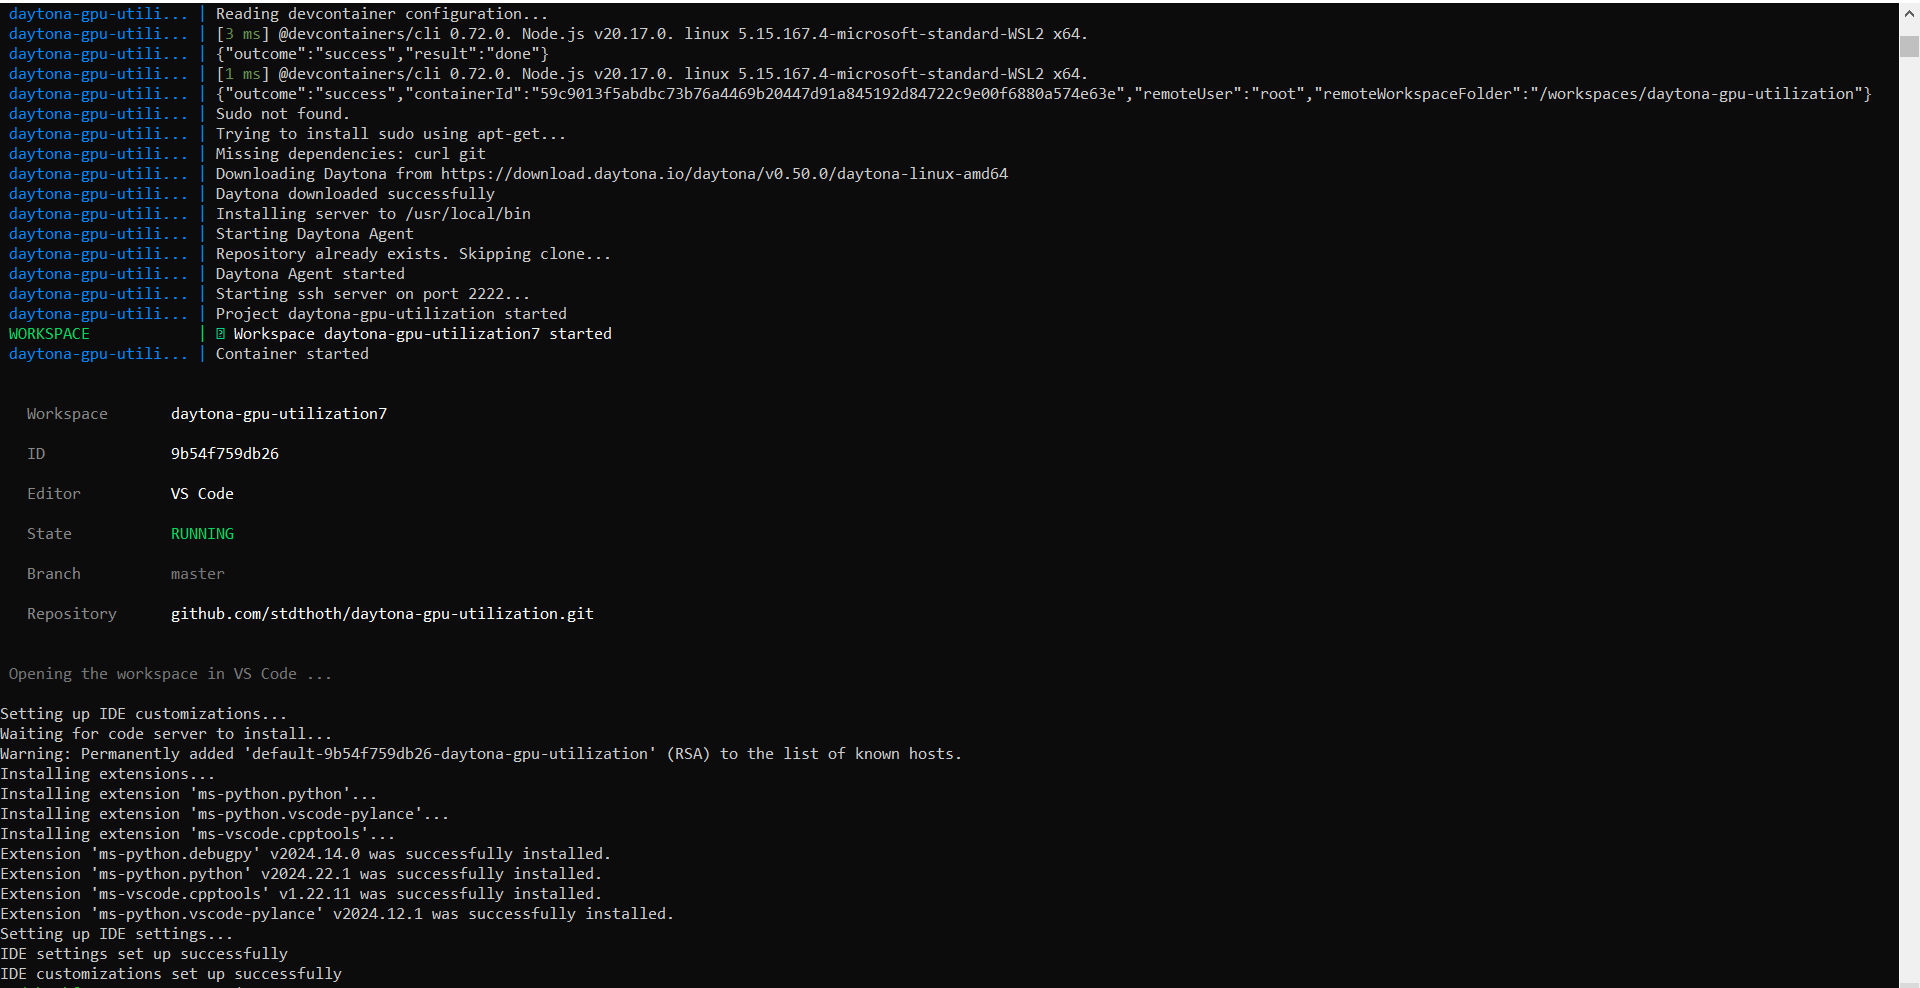 daytona-gpu-utili... | Reading devcontainer configuration...
daytona-gpu-utili... | [3 ms] @devcontainers/cli 0.72.0. Node.js v20.17.0. linux 5.15.167.4-microsoft-standard-WSL2 x64.
daytona-gpu-utili... | {"outcome":"success","result":"done"}
daytona-gpu-utili... | [1 ms] @devcontainers/cli 0.72.0. Node.js v20.17.0. linux 5.15.167.4-microsoft-standard-WSL2 x64.
daytona-gpu-utili... | {"outcome":"success","containerId":"59c9013f5abdbc73b76a4469b20447d91a845192d84722c9e00f6880a574e63e","remoteUser":"root","remoteWorkspaceFolder":"/workspaces/daytona-gpu-utilization"}
daytona-gpu-utili... | Sudo not found.
daytona-gpu-utili... | Trying to install sudo using apt-get...
daytona-gpu-utili... | Missing dependencies: curl git
daytona-gpu-utili... | Downloading Daytona from https://download.daytona.io/daytona/v0.50.0/daytona-linux-amd64
daytona-gpu-utili... | Daytona downloaded successfully
daytona-gpu-utili... | Installing server to /usr/local/bin
daytona-gpu-utili... | Starting Daytona Agent
daytona-gpu-utili... | Repository already exists. Skipping clone...
daytona-gpu-utili... | Daytona Agent started
daytona-gpu-utili... | Starting ssh server on port 2222...
daytona-gpu-utili... | Project daytona-gpu-utilization started
WORKSPACE | Workspace daytona-gpu-utilization7 started
daytona-gpu-utili... | Container started
Workspace daytona-gpu-utilization7
ID 9b54f759db26
Editor VS Code
State RUNNING
Branch master
Repository github.com/stdthoth/daytona-gpu-utilization.git
Opening the workspace in VS Code ...
Setting up IDE customizations...
Waiting for code server to install...
Warning: Permanently added 'default-9b54f759db26-daytona-gpu-utilization' (RSA) to the list of known hosts.
Installing extensions...
Installing extension 'ms-python.python'...
Installing extension 'ms-python.vscode-pylance'...
Installing extension 'ms-vscode.cpptools'...
Extension 'ms-python.debugpy' v2024.14.0 was successfully installed.
Extension 'ms-python.python' v2024.22.1 was successfully installed.
Extension 'ms-vscode.cpptools' v1.22.11 was successfully installed.
Extension 'ms-python.vscode-pylance' v2024.12.1 was successfully installed.
Setting up IDE settings...
IDE settings set up successfully
IDE customizations set up successfully